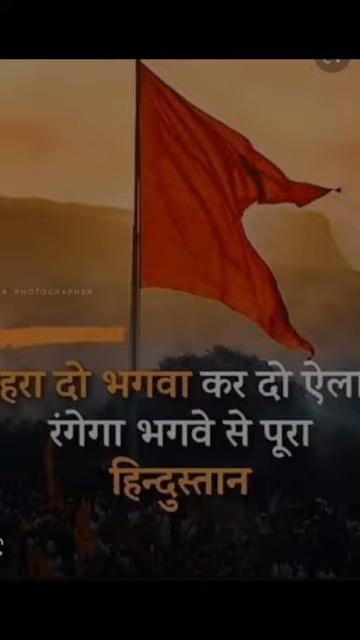 A PHOTOGRAPHER
हरा दो भगवा कर दो ऐला
रंगेगा भगवे से पूरा
हिन्दुस्तान